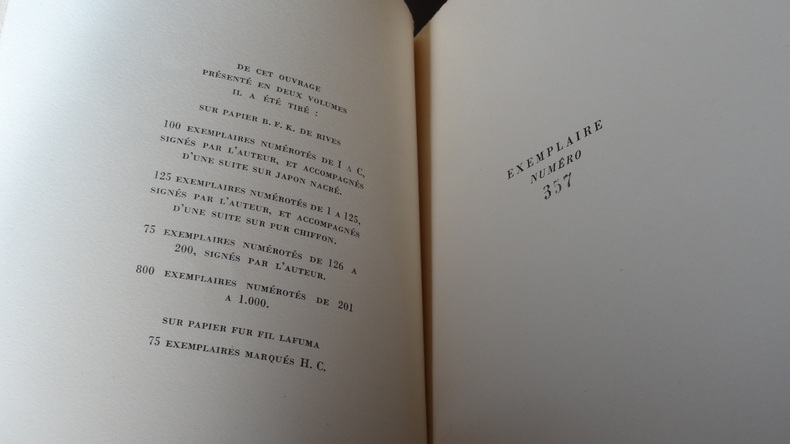 DE CET OUVRAGE
PRÉSENTÉ EN DEUX VOLUMES
IL A ÉTÉ TIRÉ :
SUR PAPIER B. F. K. DE RIVES
100 EXEMPLAIRES NUMÉROTÉS DE I A C,
SIGNÉS PAR L'AUTEUR, ET ACCOMPAGNÉS
D'UNE SUITE SUR JAPON NACRÉ.
125 EXEMPLAIRES NUMÉROTÉS DE 1 A 125,
SIGNÉS PAR L'AUTEUR, ET ACCOMPAGNÉS
D'UNE SUITE SUR PUR CHIFFON.
75 EXEMPLAIRES NUMÉROTÉS DE 126 A
200, SIGNÉS PAR L'AUTEUR.
800 EXEMPLAIRES NUMÉROTÉS DE 201
A 1.000.
SUR PAPIER FUR FIL LAFUMA
75 EXEMPLAIRES MARQUÉS H. C.
EXEMPLAIRE
NUMÉRO
357